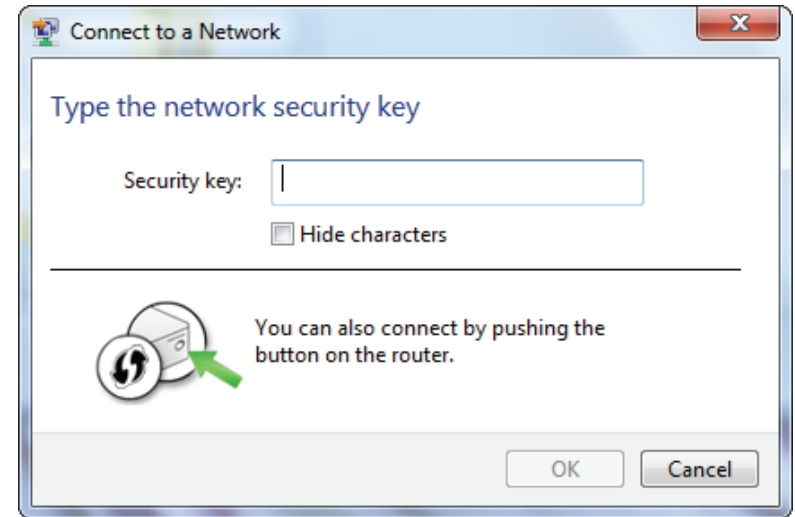 Connect to a Network
Type the network security key
Security key:
Hide characters
You can also connect by pushing the
button on the router.
OK
Cancel